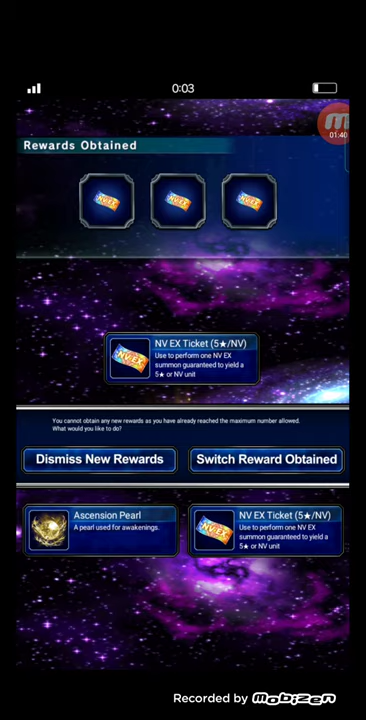 0:03
M
01:40
Rewards Obtained
NV EX
NV EX
NV EX
NV EX
NV EX Ticket (5★/NV)
Use to perform one NV EX
summon guaranteed to yield a
5★ or NV unit
You cannot obtain any new rewards as you have already reached the maximum number allowed.
What would you like to do?
Dismiss New Rewards
Switch Reward Obtained
Ascension Pearl
A pearl used for awakenings.
NV EX
NV EX Ticket (5★/NV)
Use to perform one NV EX
summon guaranteed to yield a
5★ or NV unit
Recorded by Mobizen